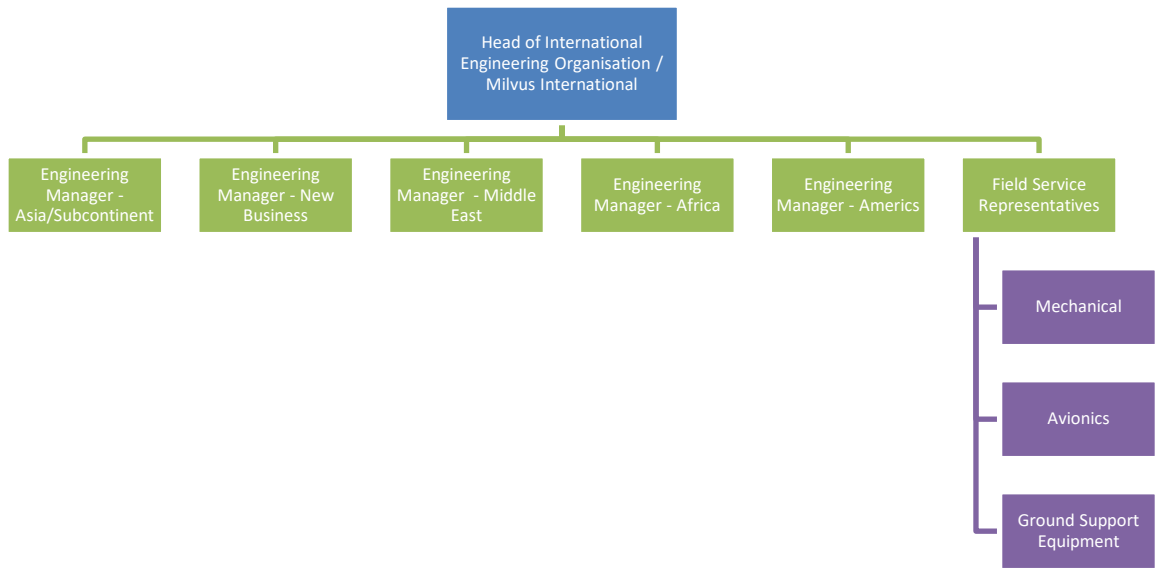 Head of International
Engineering Organisation /
Milvus International
Engineering
Manager -
Asia/Subcontinent
Engineering
Manager - New
Business
Engineering
Manager - Middle
East
Engineering
Manager - Africa
Engineering
Manager - Americs
Field Service
Representatives
Mechanical
Avionics
Ground Support
Equipment